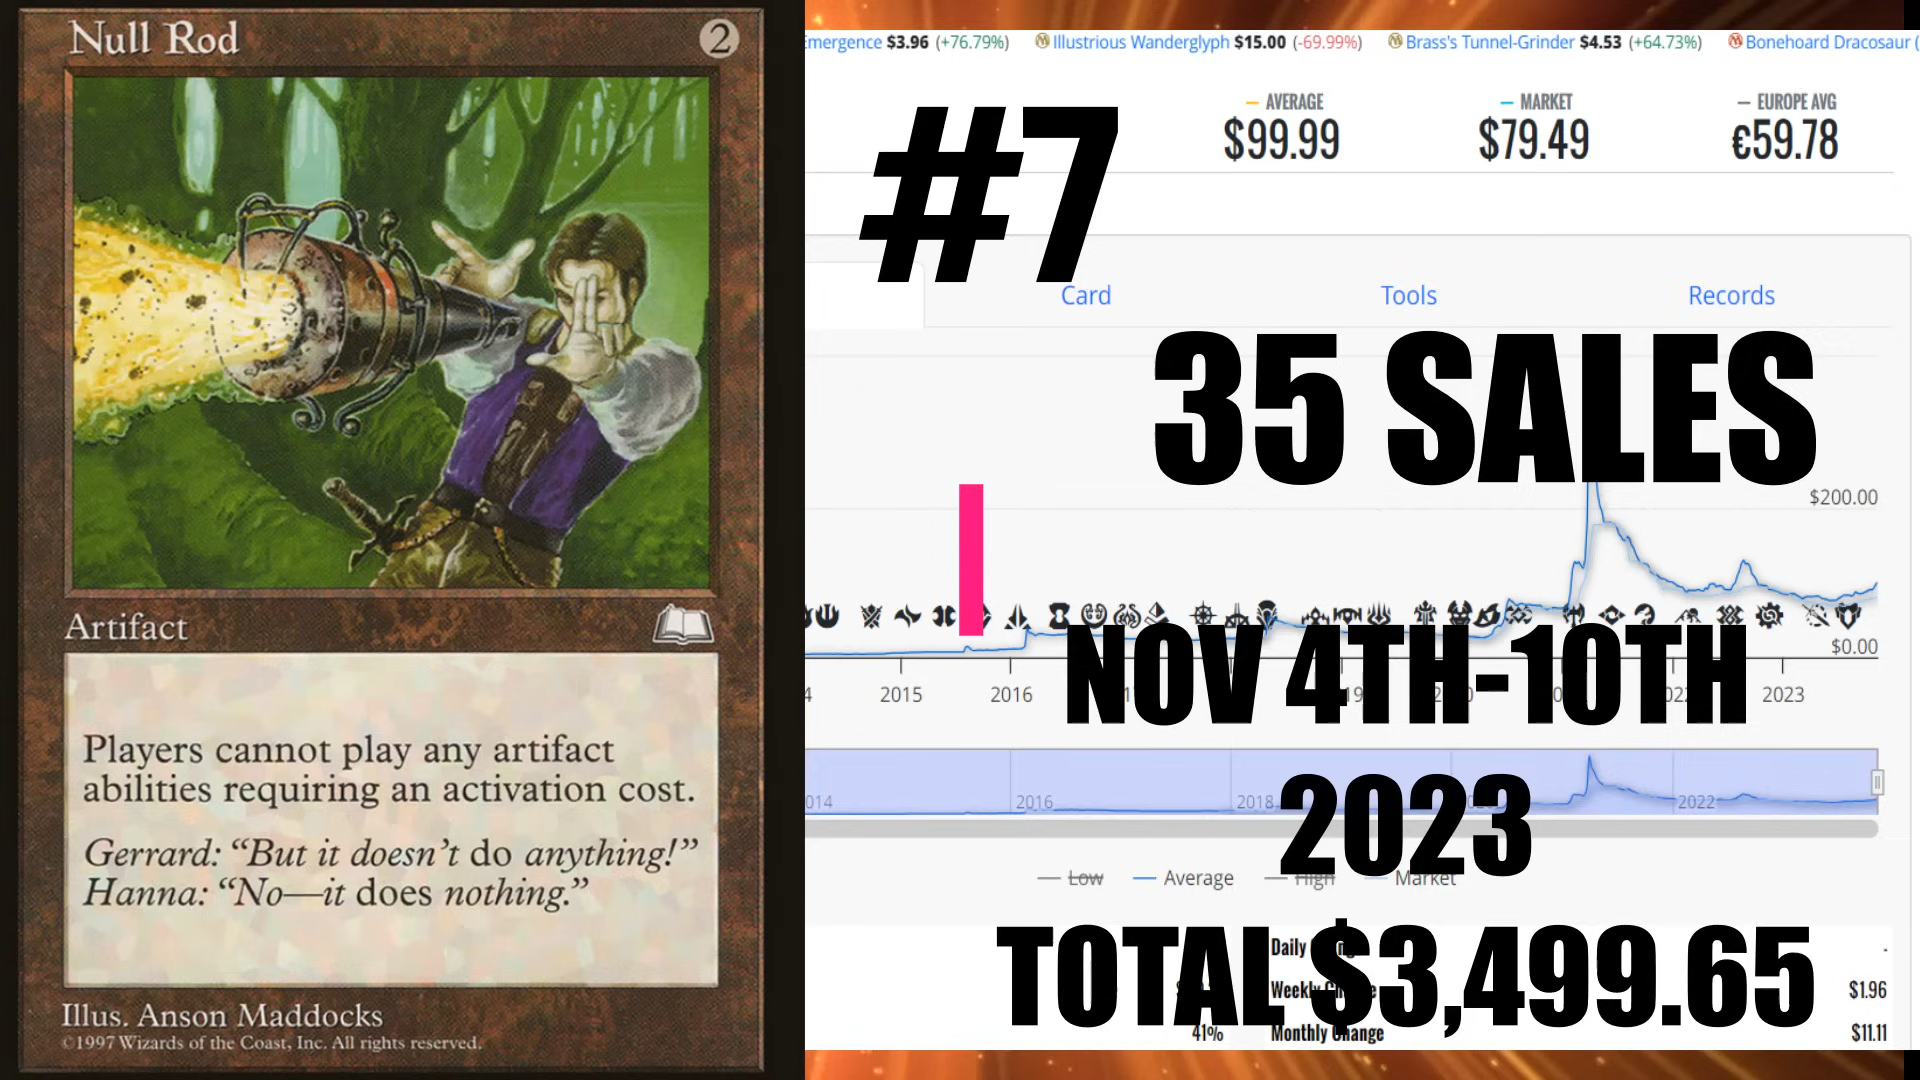 Null Rod
2
Artifact
Players cannot play any artifact
abilities requiring an activation cost.
Gerrard: “But it doesn’t do anything!”
Hanna: “No—it does nothing.”
Illus. Anson Maddocks
©1997 Wizards of the Coast, Inc. All rights reserved.
Emergence $3.96 (+76.79%) Illustrious Wanderglyph $15.00 (-69.99%) Brass's Tunnel-Grinder $4.53 (+64.73%) Bonehoard Dracosaur (
AVERAGE MARKET EUROPE AVG
$99.99 $79.49 €59.78
#7
Card Tools Records
35 SALES
$200.00
$0.00
2015 2016 2023
NOV 4TH-10TH
014 2016 2018 2022
2023
Low Average High Market
TOTAL $3,499.65
Daily
Weekly $1.96
41% Monthly Change $11.11